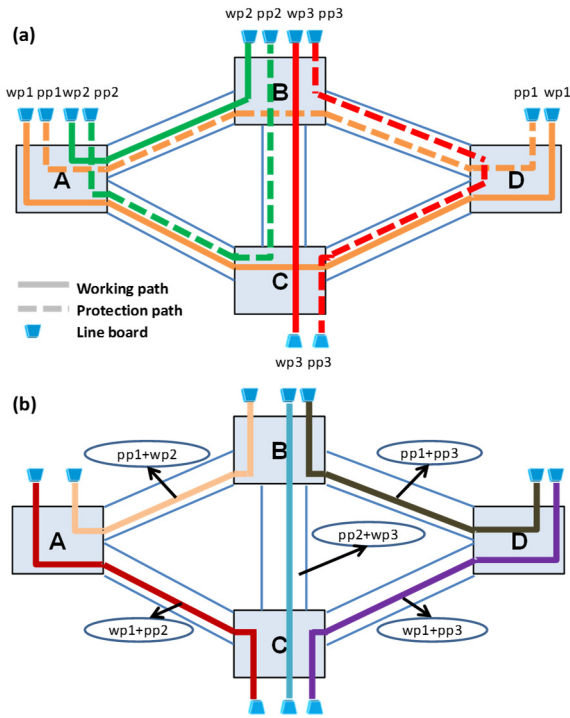 (a)
wp2 pp2 wp3 pp3
wp1 pp1 wp2 pp2
pp1 wp1
B
A
D
C
Working path
Protection path
Line board
wp3 pp3
(b)
pp1+wp2
pp1+pp3
B
A
D
pp2+wp3
C
wp1+pp2
wp1+pp3